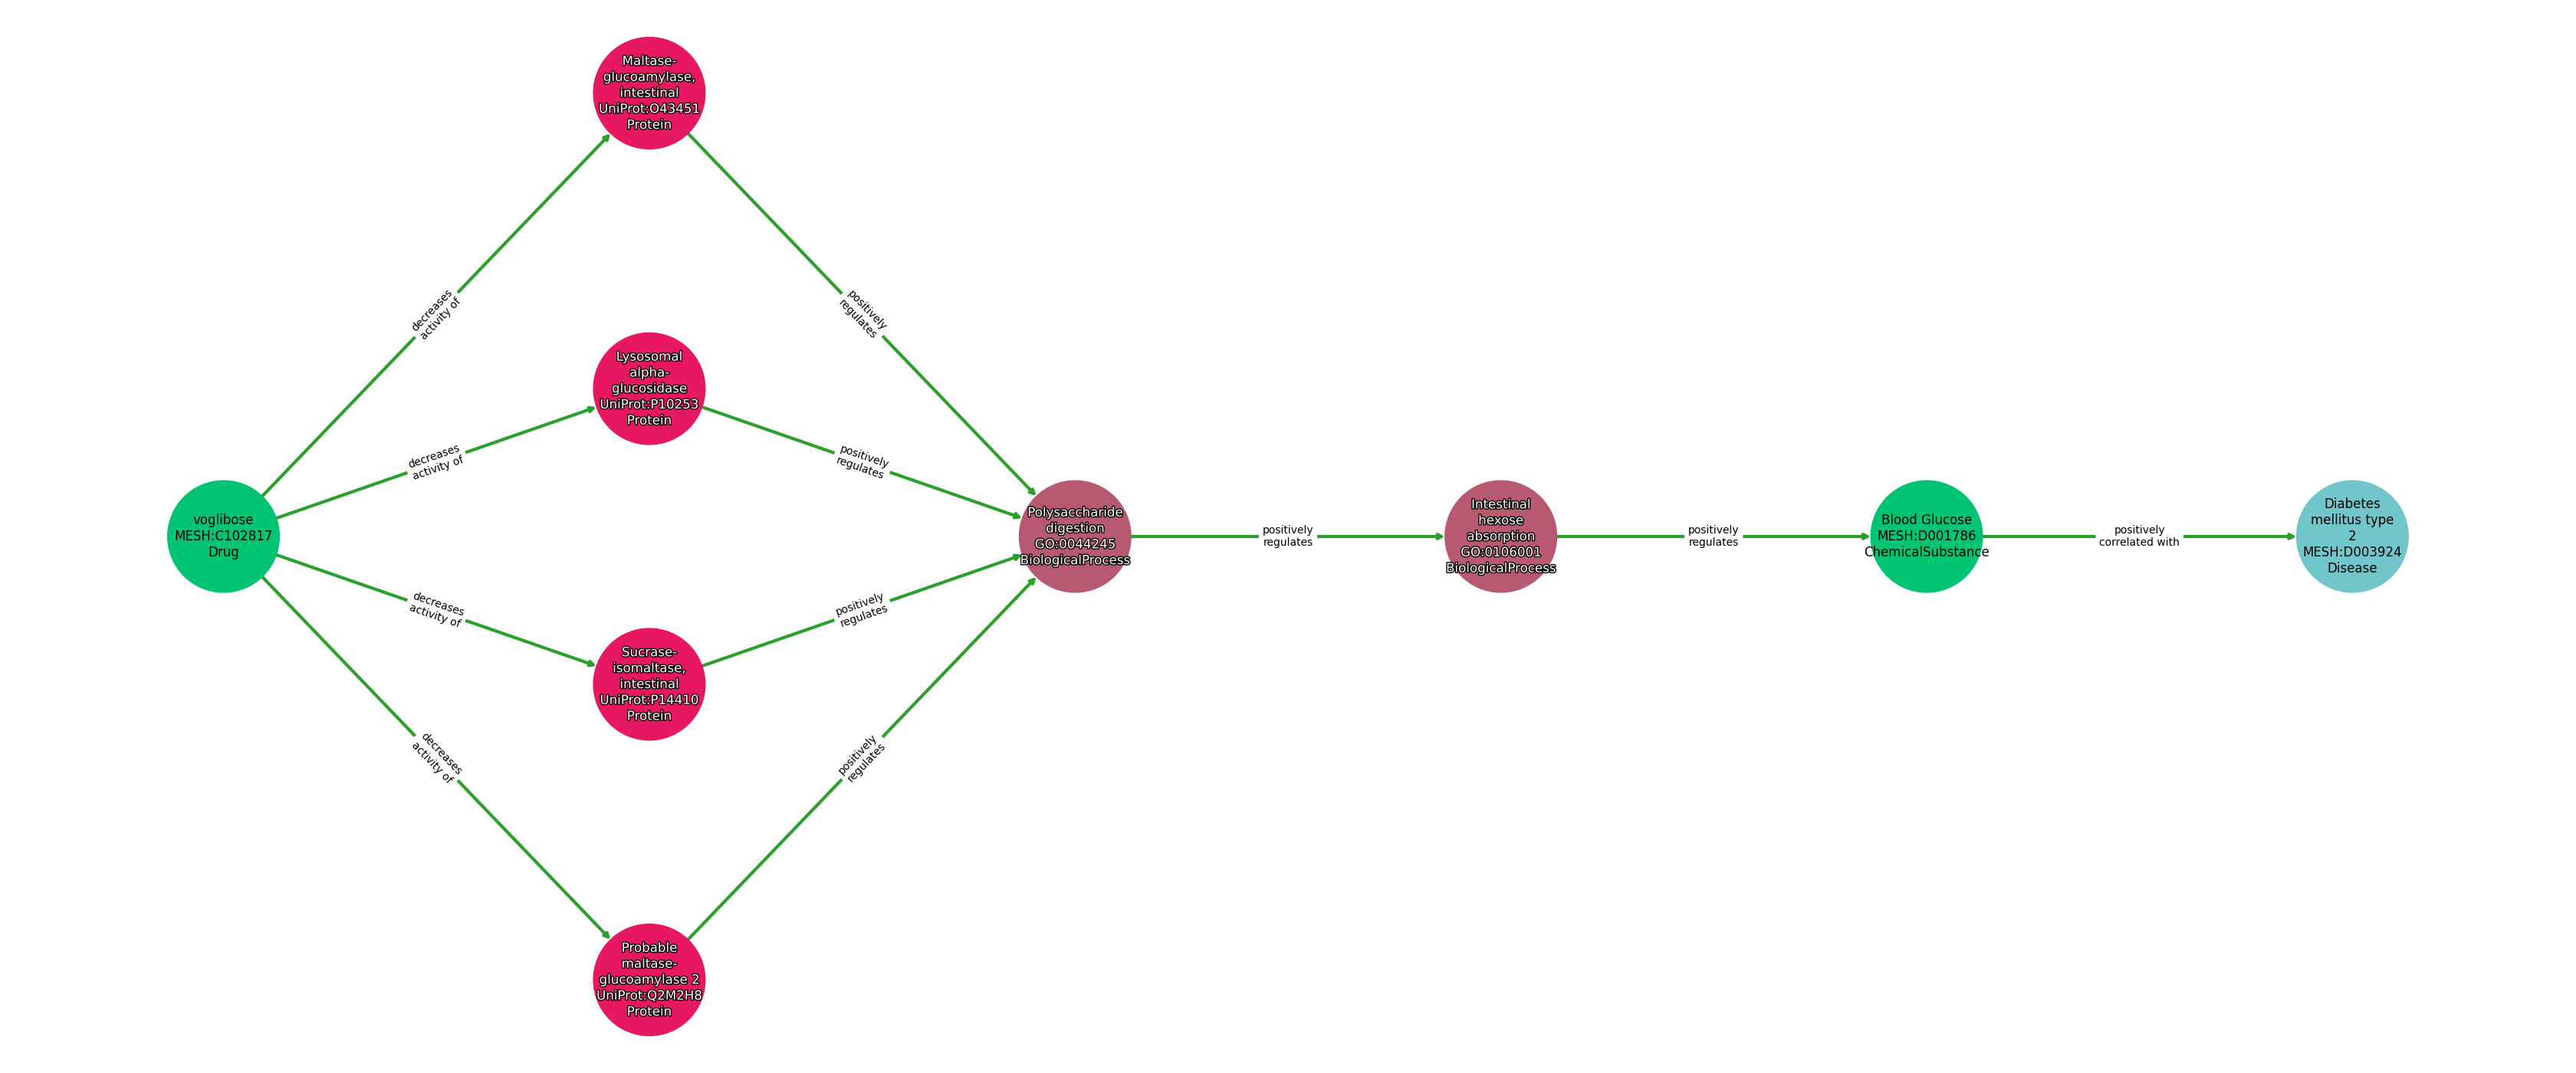 Maltase-
glucoamylase,
intestinal
UniProt:O43451
Protein
decreases
activity of
positively
regulates
Lysosomal
alpha-
glucosidase
UniProt:P10253
Protein
decreases
activity of
positively
regulates
voglibose
MESH:C102817
Drug
Polysaccharide
digestion
GO:0044245
BiologicalProcess
positively
regulates
Intestinal
hexose
absorption
GO:0106001
BiologicalProcess
positively
regulates
Blood Glucose
MESH:D001786
ChemicalSubstance
positively
correlated with
Diabetes
mellitus type
2
MESH:D003924
Disease
decreases
activity of
positively
regulates
Sucrase-
isomaltase,
intestinal
UniProt:P14410
Protein
decreases
activity of
positively
regulates
Probable
maltase-
glucoamylase 2
UniProt:Q2M2H8
Protein